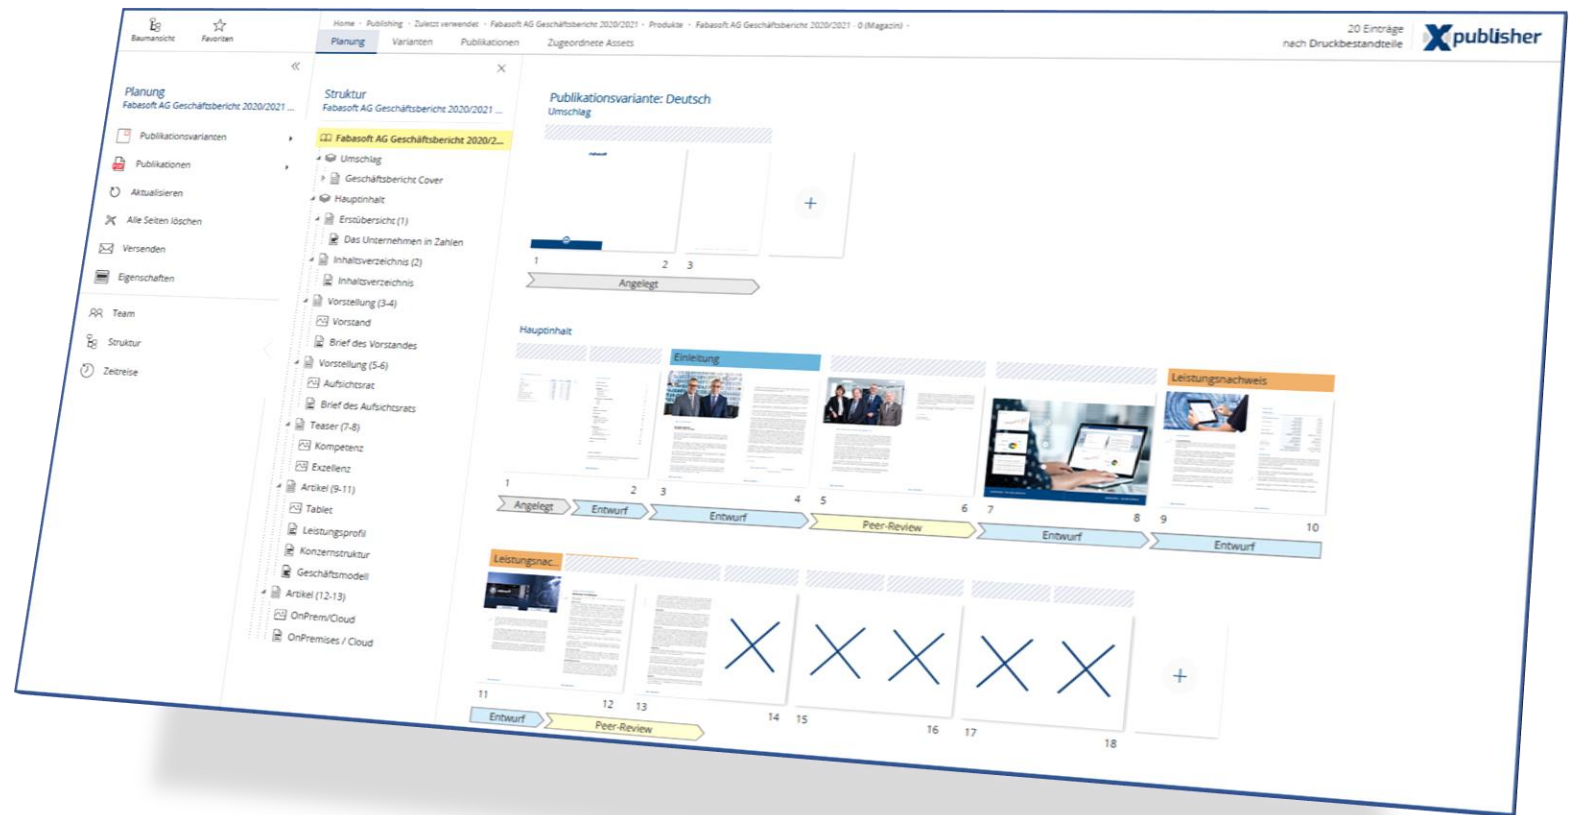 Baumansicht
Favoriten
Home · Publishing · Zuletzt verwendet · Fabasoft AG Geschäftsbericht 2020/2021 · Produkte · Fabasoft AG Geschäftsbericht 2020/2021 - 0 (Magazin) ·
Planung
Varianten
Publikationen
Zugeordnete Assets
20 Einträge
nach Druckbestandteile
Xpublisher
Planung
Fabasoft AG Geschäftsbericht 2020/2021 ...
Publikationsvarianten
Publikationen
Aktualisieren
Alle Seiten löschen
Versenden
Eigenschaften
Team
Struktur
Zeitreise
Struktur
Fabasoft AG Geschäftsbericht 2020/2021 ...
Fabasoft AG Geschäftsbericht 2020/2...
Umschlag
Geschäftsbericht Cover
Hauptinhalt
Erstübersicht (1)
Das Unternehmen in Zahlen
Inhaltsverzeichnis (2)
Inhaltsverzeichnis
Vorstellung (3-4)
Vorstand
Brief des Vorstandes
Vorstellung (5-6)
Aufsichtsrat
Brief des Aufsichtsrats
Teaser (7-8)
Kompetenz
Exzellenz
Artikel (9-11)
Tablet
Leistungsprofil
Konzernstruktur
Geschäftsmodell
Artikel (12-13)
OnPrem/Cloud
OnPremises / Cloud
Publikationsvariante: Deutsch
Umschlag
1 2 3
Angelegt
Hauptinhalt
Einleitung
Leistungsnachweis
1 2 3 4 5 6 7 8 9 10
Angelegt
Entwurf
Entwurf
Peer-Review
Entwurf
Entwurf
Leistungsnac...
11 12 13 14 15 16 17 18
Entwurf
Peer-Review